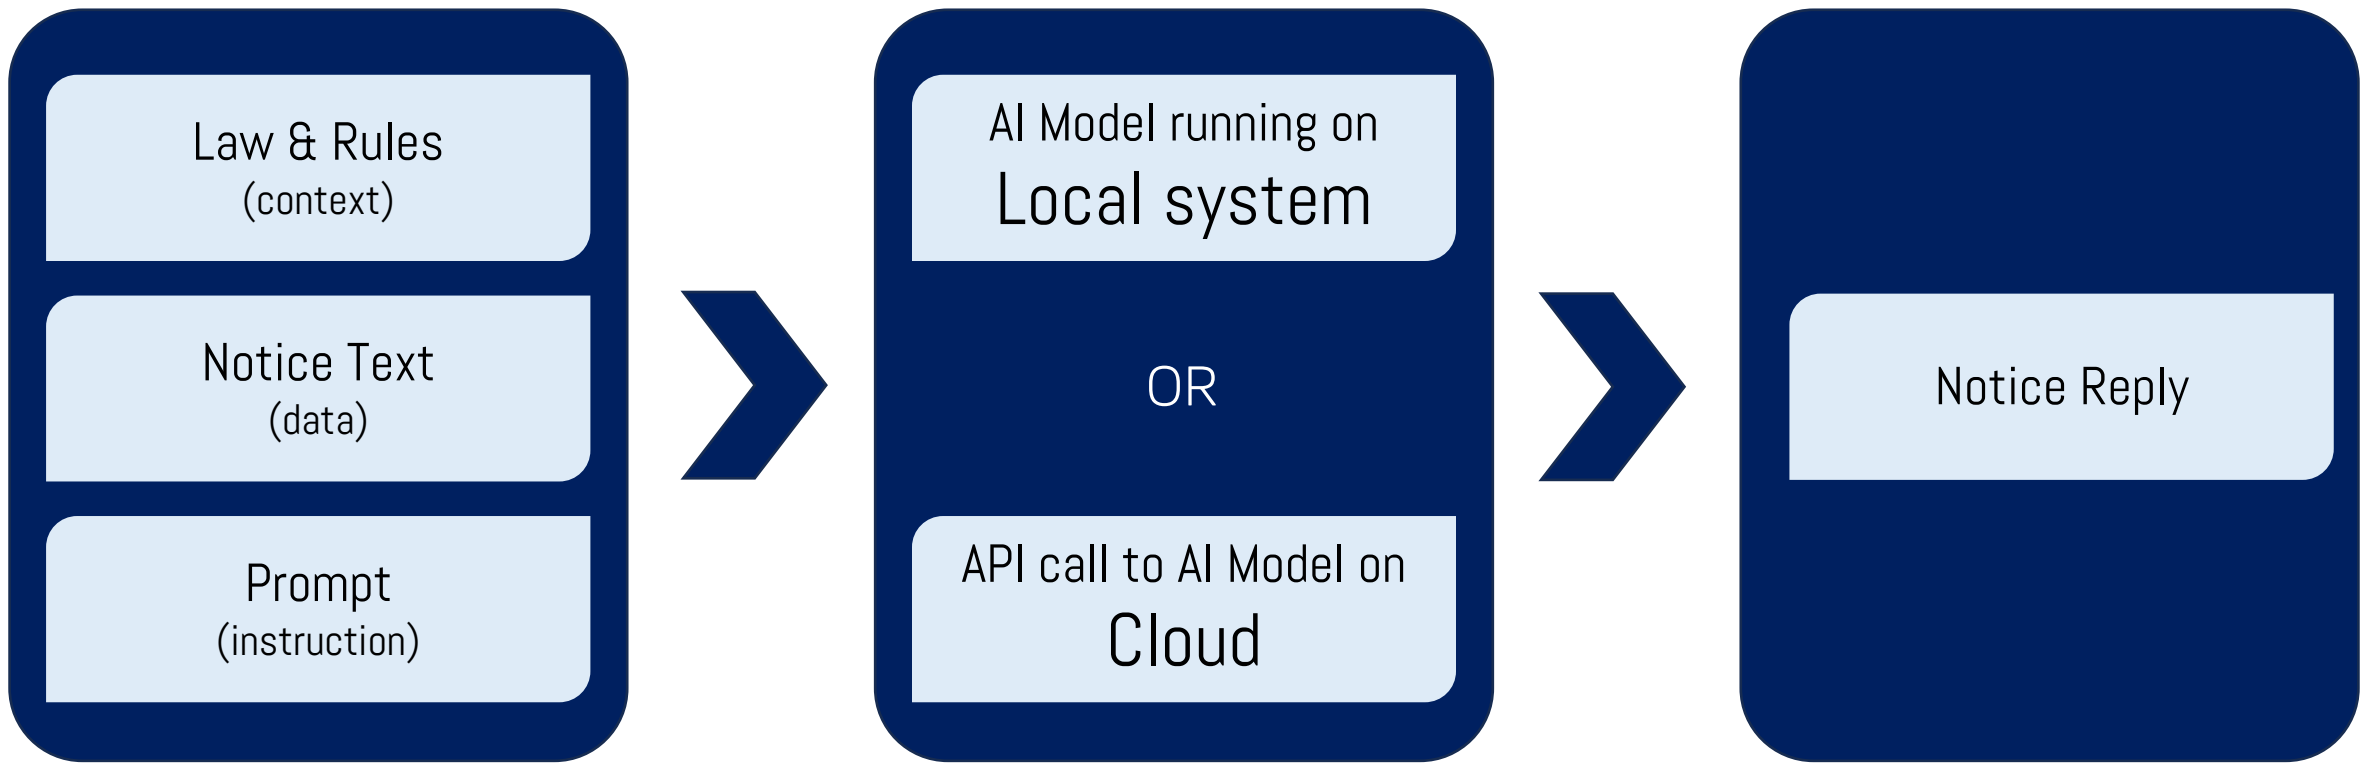 Law & Rules
(context)
Notice Text
(data)
Prompt
(instruction)
AI Model running on
Local system
OR
API call to AI Model on
Cloud
Notice Reply